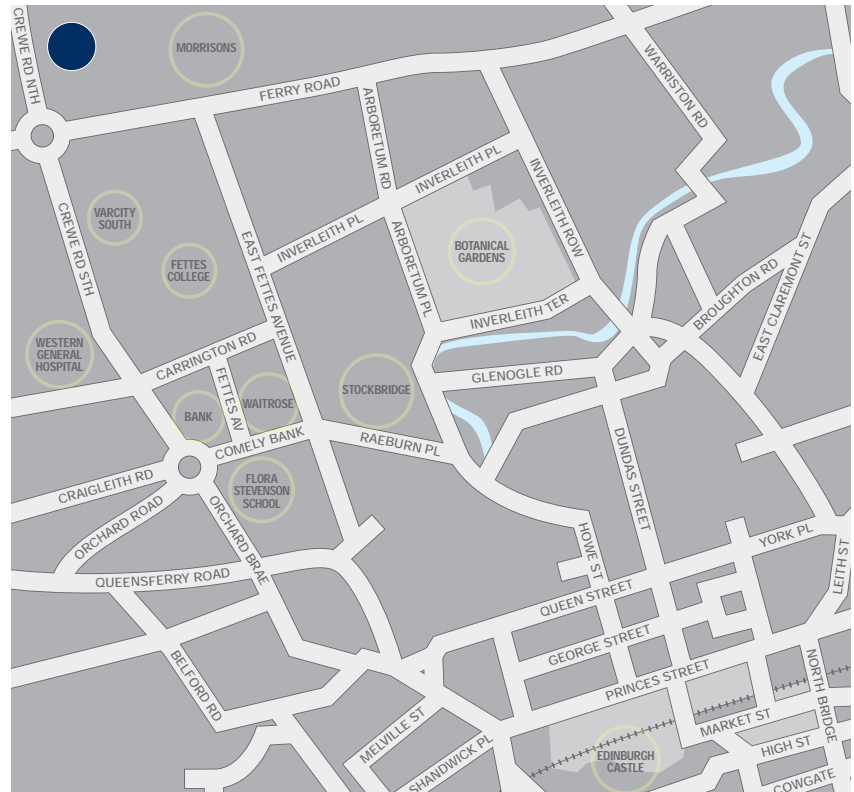 CREWE RD NTH
MORRISONS
FERRY ROAD
WARRISTON RD
ARBORETUM RD
INVERLEITH PL
INVERLEITH ROW
VARCITY
SOUTH
CREWE RD STH
FETTES
COLLEGE
EAST FETTES AVENUE
INVERLEITH PL
ARBORETUM PL
BOTANICAL
GARDENS
INVERLEITH TER
BROUGHTON RD
EAST CLAREMONT ST
WESTERN
GENERAL
HOSPITAL
CARRINGTON RD
FETTES AV
BANK
WAITROSE
STOCKBRIDGE
GLENOGLE RD
COMELY BANK
RAEBURN PL
DUNDAS STREET
CRAIGLEITH RD
FLORA
STEVENSON
SCHOOL
ORCHARD ROAD
ORCHARD BRAE
QUEENSFERRY ROAD
HOWE ST
YORK PL
LEITH ST
QUEEN STREET
GEORGE STREET
PRINCES STREET
BELFORD RD
MELVILLE ST
SHANDWICK PL
EDINBURGH
CASTLE
MARKET ST
NORTH BRIDGE
HIGH ST
COWGATE